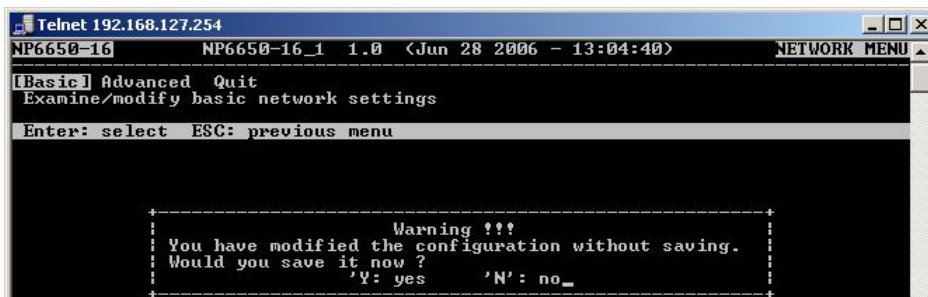 Telnet 192.168.127.254
NP6650-16 NP6650-16_1 1.0 (Jun 28 2006 - 13:04:40) NETWORK MENU
[Basic] Advanced Quit
Examine/modify basic network settings
Enter: select ESC: previous menu
Warning !!!
You have modified the configuration without saving.
Would you save it now ?
'Y: yes 'N': no_